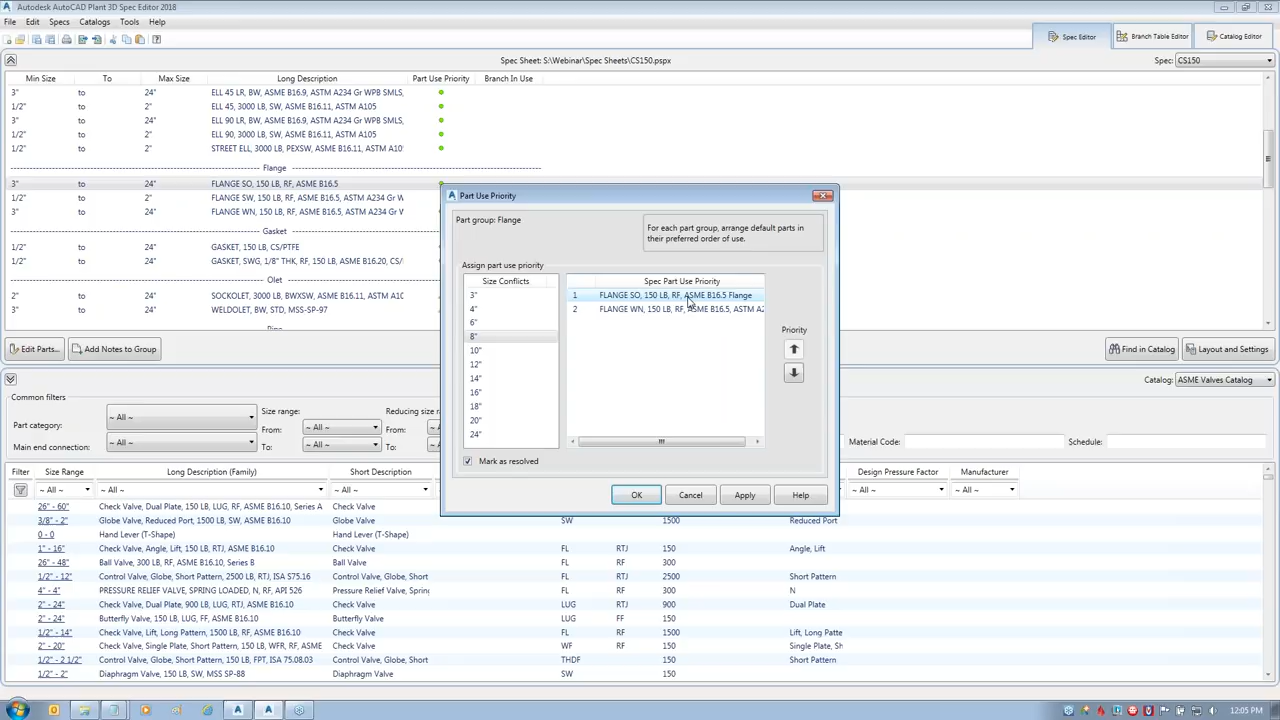 Autodesk AutoCAD Plant 3D Spec Editor 2018
File Edit Specs Catalogs Tools Help
Spec Editor Branch Table Editor Catalog Editor
Spec Sheet: S:\Webinar\Spec Sheets\CS150.pspx Spec: CS150
Min Size To Max Size Long Description Part Use Priority Branch In Use
3" to 24" ELL 45 LR, BW, ASME B16.9, ASTM A234 Gr WPB SMLS,
1/2" to 2" ELL 45, 3000 LB, SW, ASME B16.11, ASTM A105
3" to 24" ELL 90 LR, BW, ASME B16.9, ASTM A234 Gr WPB SMLS,
1/2" to 2" ELL 90, 3000 LB, SW, ASME B16.11, ASTM A105
1/2" to 2" STREET ELL, 3000 LB, PEXSW, ASME B16.11, ASTM A10
Flange
3" to 24" FLANGE SO, 150 LB, RF, ASME B16.5
1/2" to 2" FLANGE SW, 150 LB, RF, ASME B16.5, ASTM A234 Gr W
3" to 24" FLANGE WN, 150 LB, RF, ASME B16.5, ASTM A234 Gr V
Gasket
1/2" to 24" GASKET, 150 LB, CS/PTFE
1/2" to 24" GASKET, SWG, 1/8" THK, RF, 150 LB, ASME B16.20, CS/
Olet
1/2" to 2" SOCKOLET, 3000 LB, BWXSW, ASME B16.11, ASTM A10
3" to 24" WELDOLET, BW, STD, MSS-SP-97
Edit Parts... Add Notes to Group Find in Catalog Layout and Settings
Part Use Priority
Part group: Flange
For each part group, arrange default parts in
their preferred order of use.
Assign part use priority
Size Conflicts Spec Part Use Priority
3" 1 FLANGE SO, 150 LB, RF, ASME B16.5 Flange
4" 2 FLANGE WN, 150 LB, RF, ASME B16.5, ASTM A2
6"
8"
10"
12"
14"
16"
18"
20"
24"
Priority
Mark as resolved
OK Cancel Apply Help
Catalog: ASME Valves Catalog
Common filters
Part category: ~ All ~ Size range: Reducing size r
From: From:
Main end connection: ~ All ~ To: To: Material Code: Schedule:
Filter Size Range Long Description (Family) Short Description Design Pressure Factor Manufacturer
~ All ~ ~ All ~ ~ All ~ ~ All ~ ~ All ~
26" - 60" Check Valve, Dual Plate, 150 LB, LUG, RF, ASME B16.10, Series A Check Valve
3/8" - 2" Globe Valve, Reduced Port, 1500 LB, SW, ASME B16.10 Globe Valve SW 1500 Reduced Port
0 - 0 Hand Lever (T-Shape) Hand Lever (T-Shape)
1" - 16" Check Valve, Angle, Lift, 150 LB, RTJ, ASME B16.10 Check Valve FL RTJ 150 Angle, Lift
26" - 48" Ball Valve, 300 LB, RF, ASME B16.10, Series B Ball Valve FL RF 300
1/2" - 12" Control Valve, Globe, Short Pattern, 2500 LB, RTJ, ISA S75.16 Control Valve, Globe, Short FL RTJ 2500 Short Pattern
4" - 4" PRESSURE RELIEF VALVE, SPRING LOADED, N, RF, API 526 Pressure Relief Valve, Spring FL RF 300 N
2" - 24" Check Valve, Dual Plate, 900 LB, LUG, RTJ, ASME B16.10 Check Valve LUG RTJ 900 Dual Plate
2" - 24" Butterfly Valve, 150 LB, LUG, FF, ASME B16.10 Butterfly Valve LUG FF 150
1/2" - 14" Check Valve, Lift, Long Pattern, 1500 LB, RF, ASME B16.10 Check Valve FL RF 1500 Lift, Long Patte
2" - 20" Check Valve, Single Plate, Short Pattern, 150 LB, WFR, RF, ASME Check Valve WF RF 150 Single Plate, Sh
1/2" - 2 1/2" Control Valve, Globe, Short Pattern, 150 LB, FPT, ISA 75.08.03 Control Valve, Globe, Short THDF 150 Short Pattern
1/2" - 2" Diaphragm Valve, 150 LB, SW, MSS SP-88 Diaphragm Valve SW 150
12:05 PM